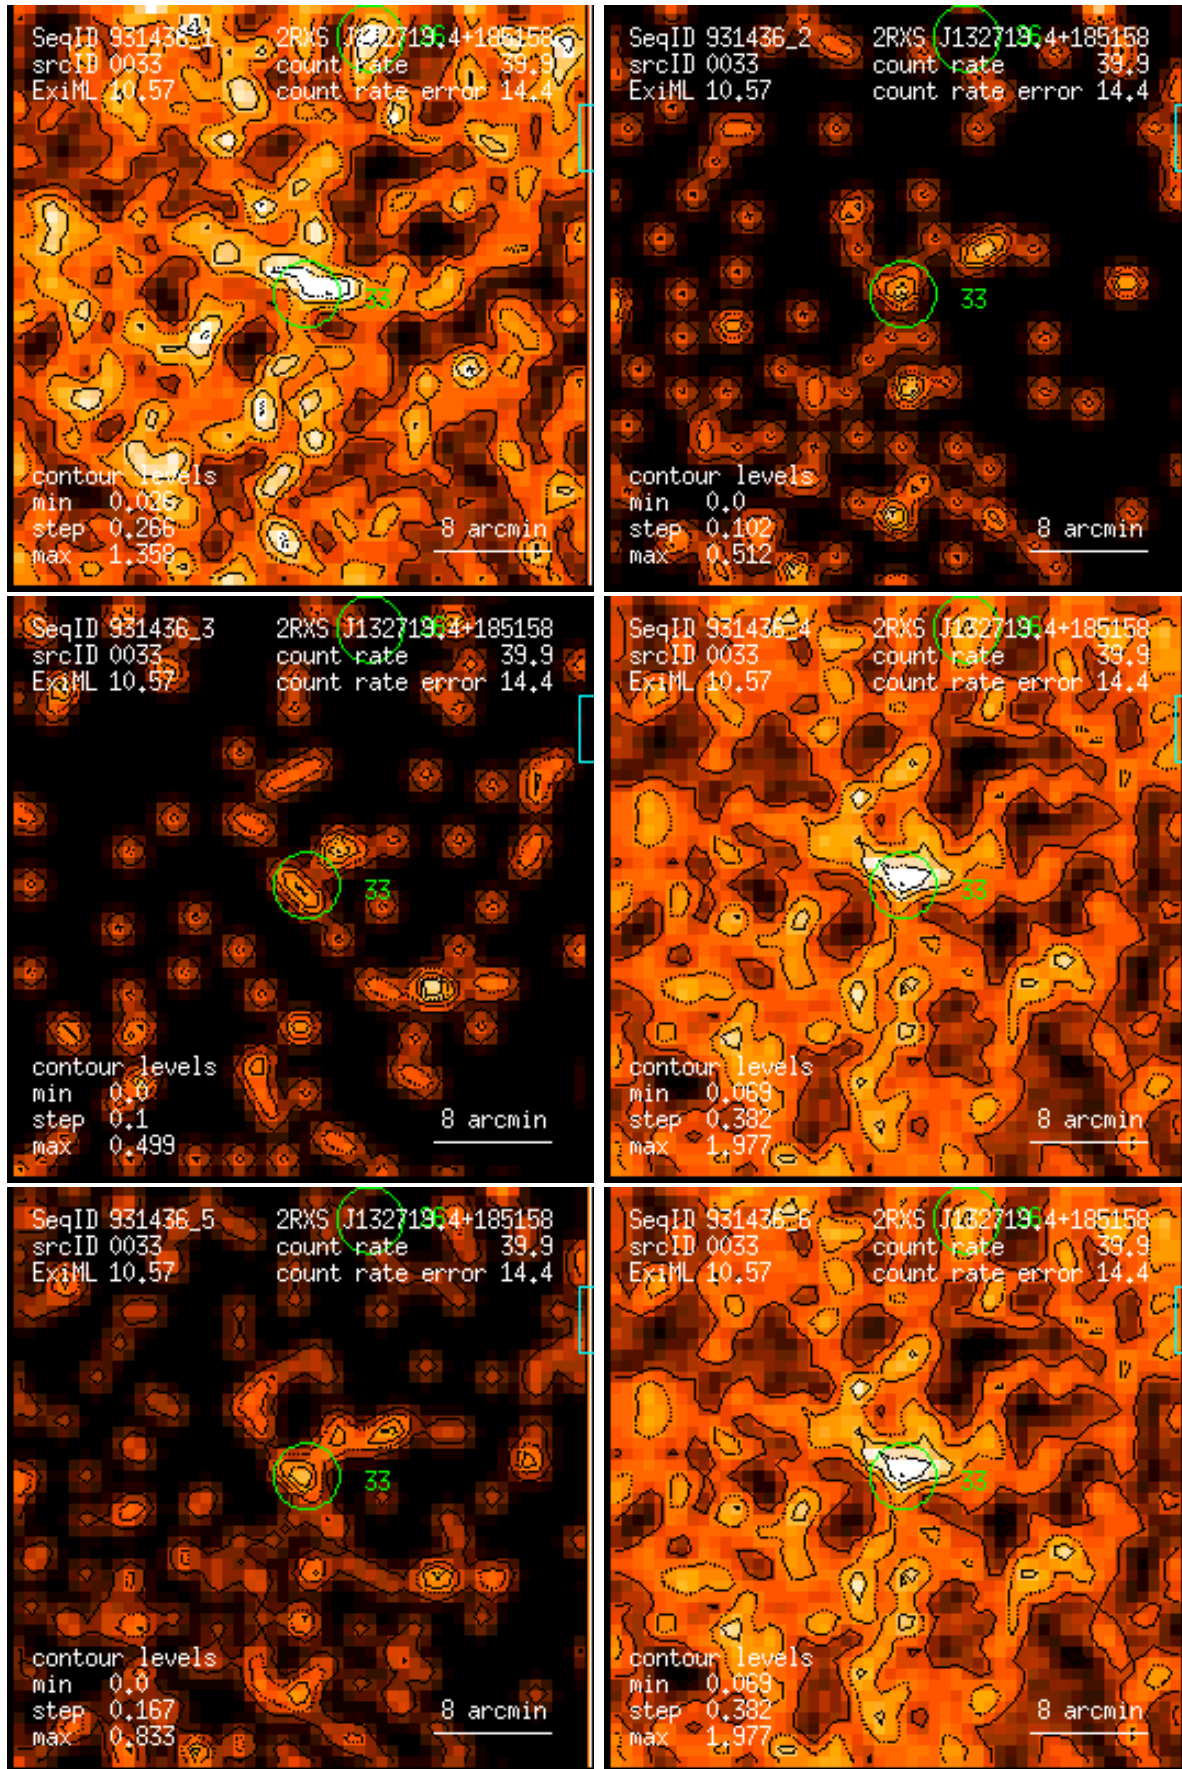 SeqID 931436_1 2RXS J132719.4+185158
srcID 0033 count rate 39.9
ExiML 10.57 count rate error 14.4
33
contour levels
min 0.026
step 0.266 8 arcmin
max 1.358
SeqID 931436_2 2RXS J132719.4+185158
srcID 0033 count rate 39.9
ExiML 10.57 count rate error 14.4
33
contour levels
min 0.0
step 0.102 8 arcmin
max 0.512
SeqID 931436_3 2RXS J132719.4+185158
srcID 0033 count rate 39.9
ExiML 10.57 count rate error 14.4
33
contour levels
min 0.0
step 0.1 8 arcmin
max 0.499
SeqID 931436_4 2RXS J132719.4+185158
srcID 0033 count rate 39.9
ExiML 10.57 count rate error 14.4
33
contour levels
min 0.069
step 0.382 8 arcmin
max 1.977
SeqID 931436_5 2RXS J132719.4+185158
srcID 0033 count rate 39.9
ExiML 10.57 count rate error 14.4
33
contour levels
min 0.0
step 0.167 8 arcmin
max 0.833
SeqID 931436_6 2RXS J132719.4+185158
srcID 0033 count rate 39.9
ExiML 10.57 count rate error 14.4
33
contour levels
min 0.069
step 0.382 8 arcmin
max 1.977